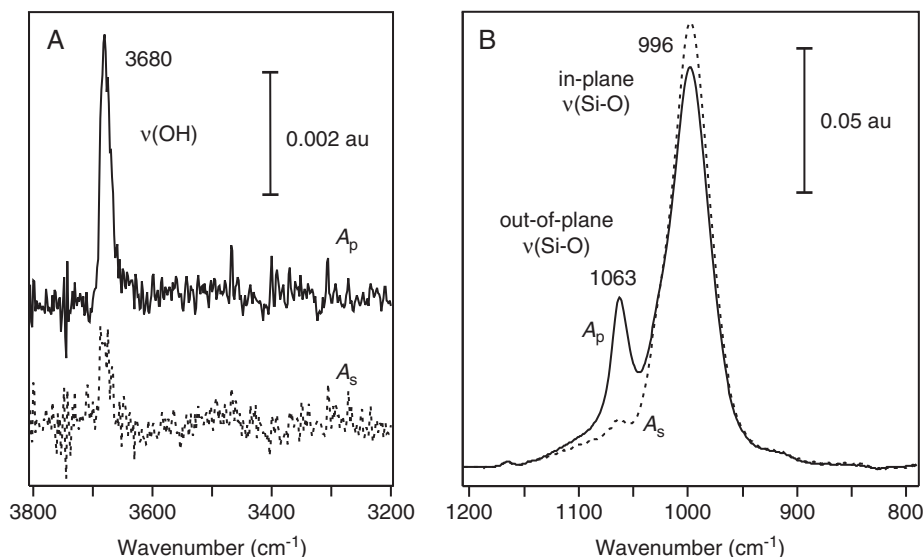 A
3680
ν(OH)
0.002 au
Ap
As
3800
3600
3400
3200
Wavenumber (cm-1)
B
996
in-plane
ν(Si-O)
0.05 au
out-of-plane
ν(Si-O)
1063
Ap
As
1200
1100
1000
900
800
Wavenumber (cm-1)